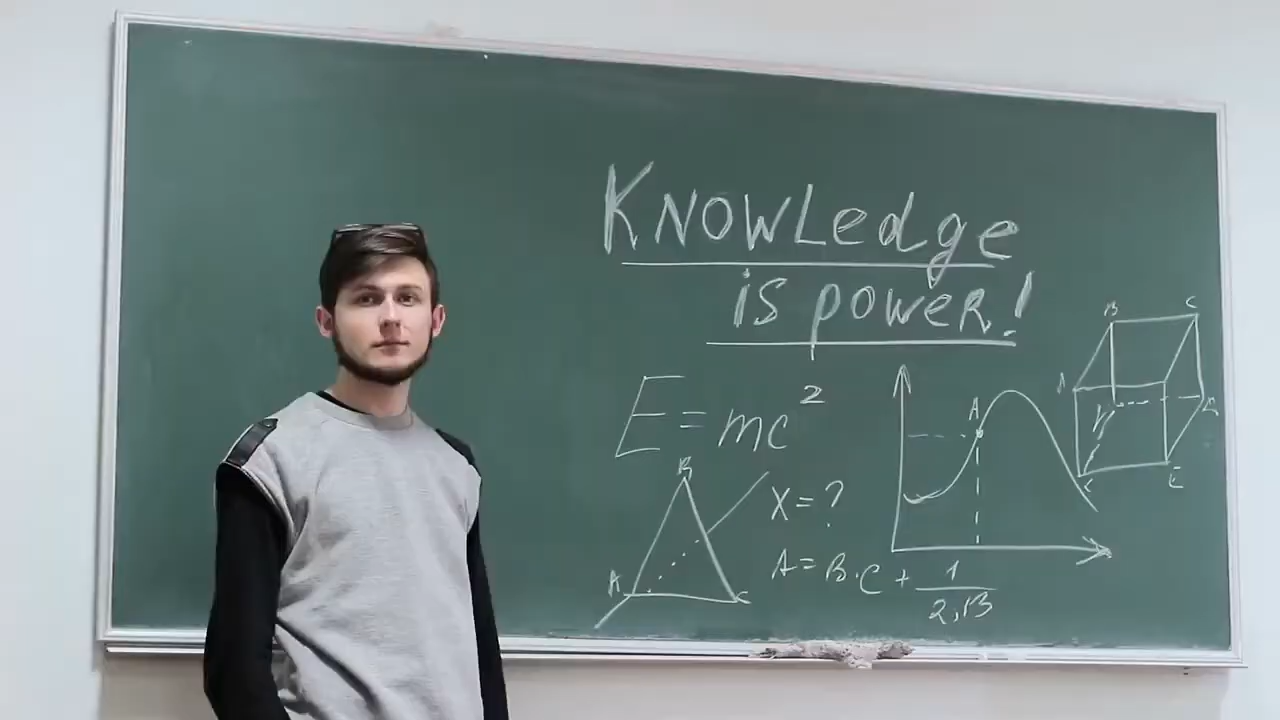 Knowledge
is power!
E = mc²
B
X = ?
A
C
A = B.C + 1/2,13
A
B
C
E